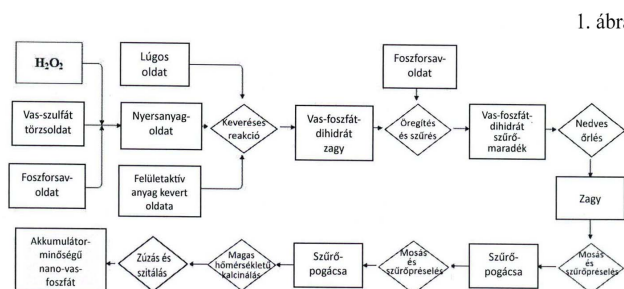 1. ábra
H₂O₂
Lúgos
oldat
Foszforsav-
oldat
Vas-szulfát
törzsoldat
Nyersanyag-
oldat
Keveréses
reakció
Vas-foszfát-
dihidrát
zagy
Öregítés
és szűrés
Vas-foszfát-
dihidrát
szűrő-
maradék
Nedves
őrlés
Foszforsav-
oldat
Felületaktív
anyag kevert
oldata
Zagy
Akkumulátor-
minőségű
nano-vas-
foszfát
Zúzás és
szitálás
Magas
hőmérsékletű
kalcinálás
Szűrő-
pogácsa
Mosás
és
szűrőpréselés
Szűrő-
pogácsa
Mosás
és
szűrőpréselés